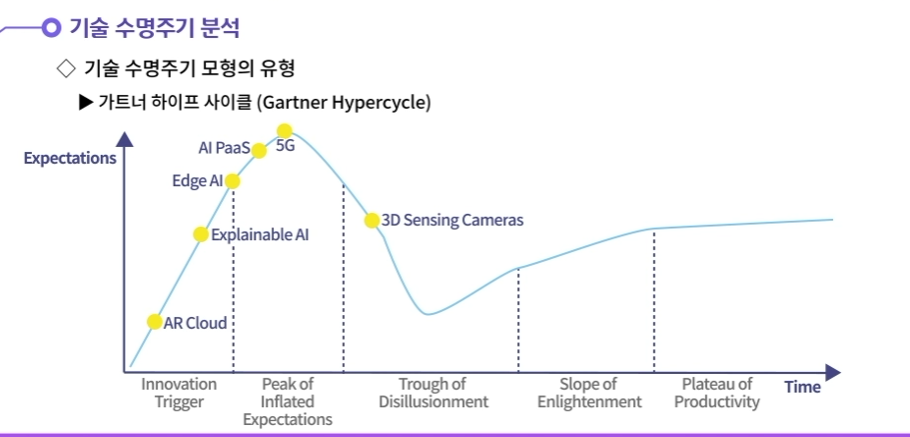 기술 수명주기 분석
◇ 기술 수명주기 모형의 유형
▶ 가트너 하이프 사이클 (Gartner Hypercycle)
Expectations
AI PaaS
5G
Edge AI
3D Sensing Cameras
Explainable AI
AR Cloud
Innovation
Trigger
Peak of
Inflated
Expectations
Trough of
Disillusionment
Slope of
Enlightenment
Plateau of
Productivity
Time